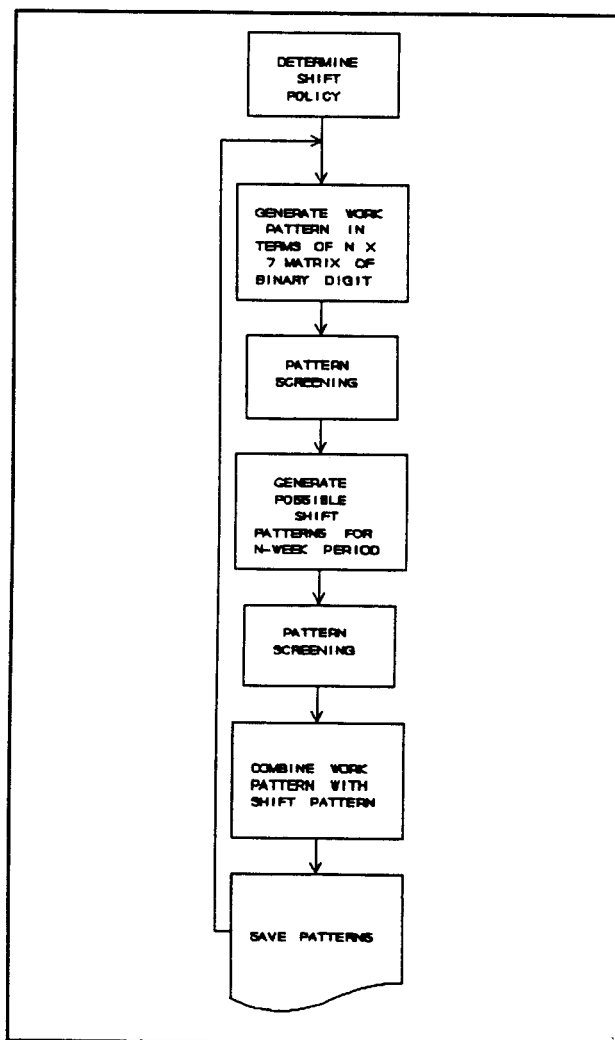 DETERMINE
SHIFT
POLICY
GENERATE WORK
PATTERN IN
TERMS OF N X
7 MATRIX OF
BINARY DIGIT
PATTERN
SCREENING
GENERATE
POSSIBLE
SHIFT
PATTERNS FOR
N-WEEK PERIOD
PATTERN
SCREENING
COMBINE WORK
PATTERN WITH
SHIFT PATTERN
SAVE PATTERNS